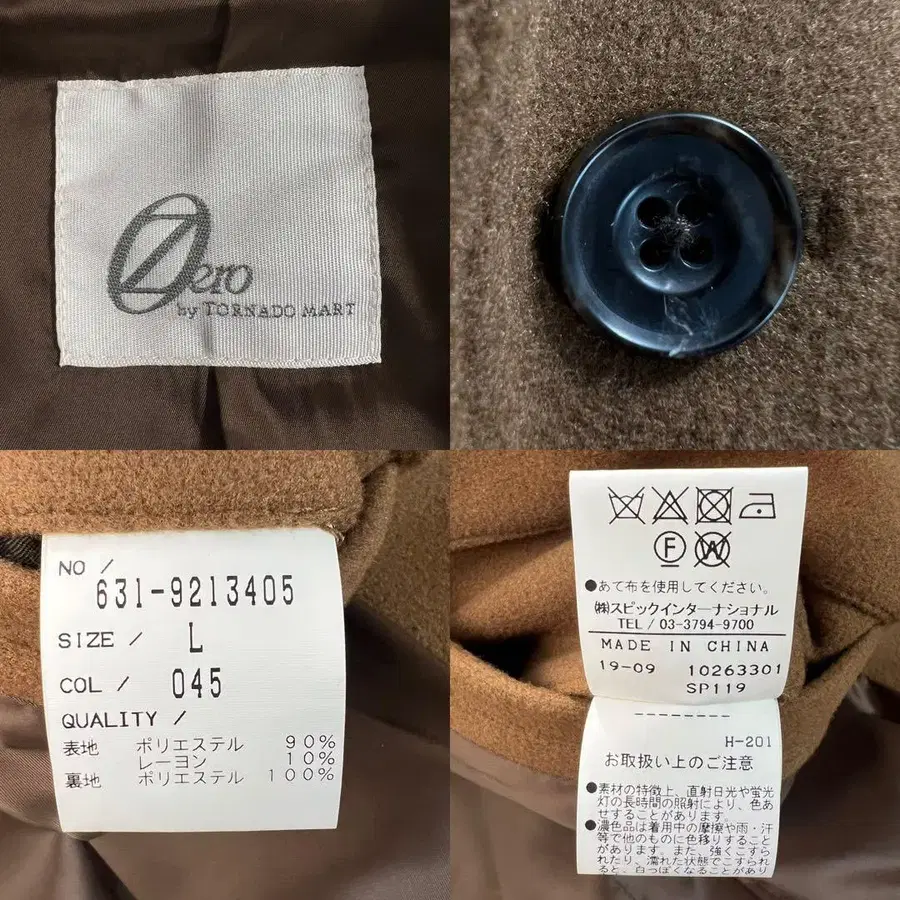 Zero
by TORNADO MART
NO /
631-9213405
SIZE / L
COL / 045
QUALITY /
表地 ポリエステル 90%
レーヨン 10%
裏地 ポリエステル 100%
F W
●あて布を使用してください。
㈱スピックインターナショナル
TEL / 03-3794-9700
MADE IN CHINA
19-09 10263301
SP119
--------
H-201
お取扱い上のご注意
●素材の特徴上、直射日光や蛍光
灯の長時間の照射により、色あ
せすることがあります。
●濃色品は着用中の摩擦や雨・汗
等で他のものに色移りすること
があります。また、強くこすら
れたり、濡れた状態でこすられ
ると、白っぽくなることがあり